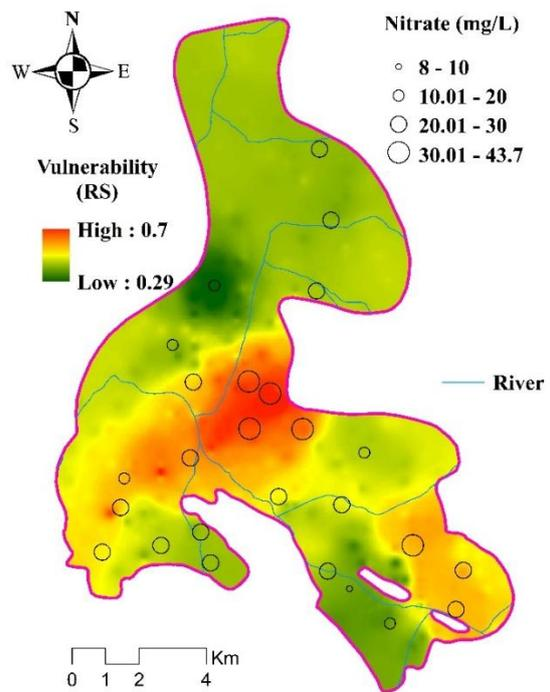 N
W E
S
Nitrate (mg/L)
8 - 10
10.01 - 20
20.01 - 30
30.01 - 43.7
Vulnerability
(RS)
High : 0.7
Low : 0.29
River
Km
0 1 2 4